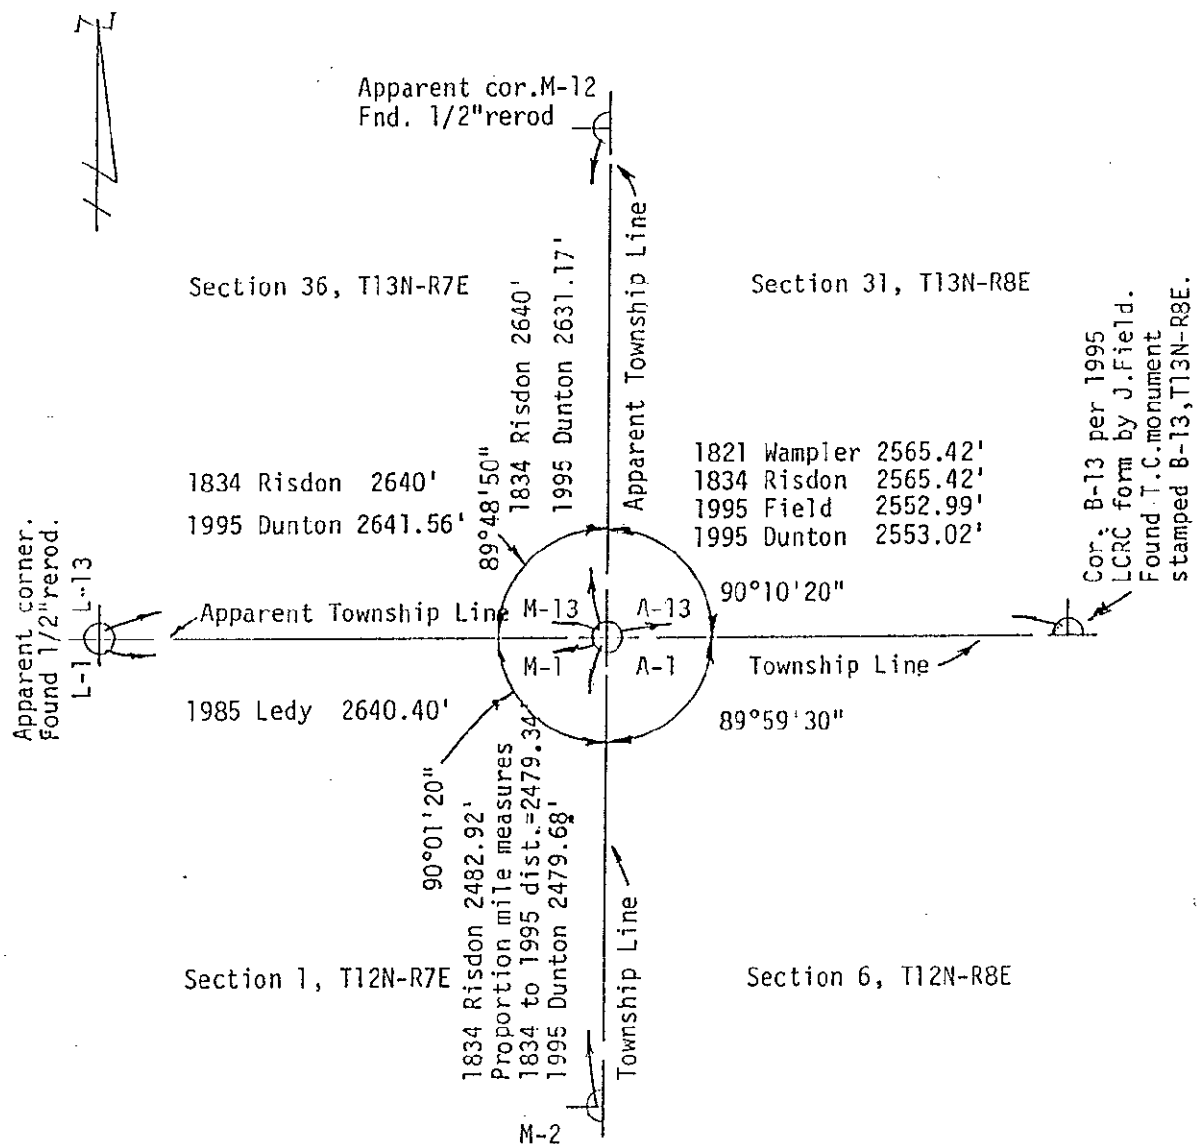 Apparent cor.M-12
Fnd. 1/2"rerod
Section 36, T13N-R7E
1834 Risdon 2640'
1995 Dunton 2631.17'
Apparent Township Line
Section 31, T13N-R8E
Cor. B-13 per 1995
LCRC form by J.Field.
Found T.C.monument
stamped B-13,T13N-R8E.
1834 Risdon 2640'
1995 Dunton 2641.56'
89°48'50"
1821 Wampler 2565.42'
1834 Risdon 2565.42'
1995 Field 2552.99'
1995 Dunton 2553.02'
90°10'20"
Apparent corner.
Found 1/2"rerod.
L-1 L-13
Apparent Township Line
M-13 A-13
M-1 A-1
Township Line
1985 Ledy 2640.40'
89°59'30"
90°01'20"
1834 Risdon 2482.92'
Proportion mile measures
1834 to 1995 dist.=2479.34
1995 Dunton 2479.68'
Township Line
Section 1, T12N-R7E
Section 6, T12N-R8E
M-2